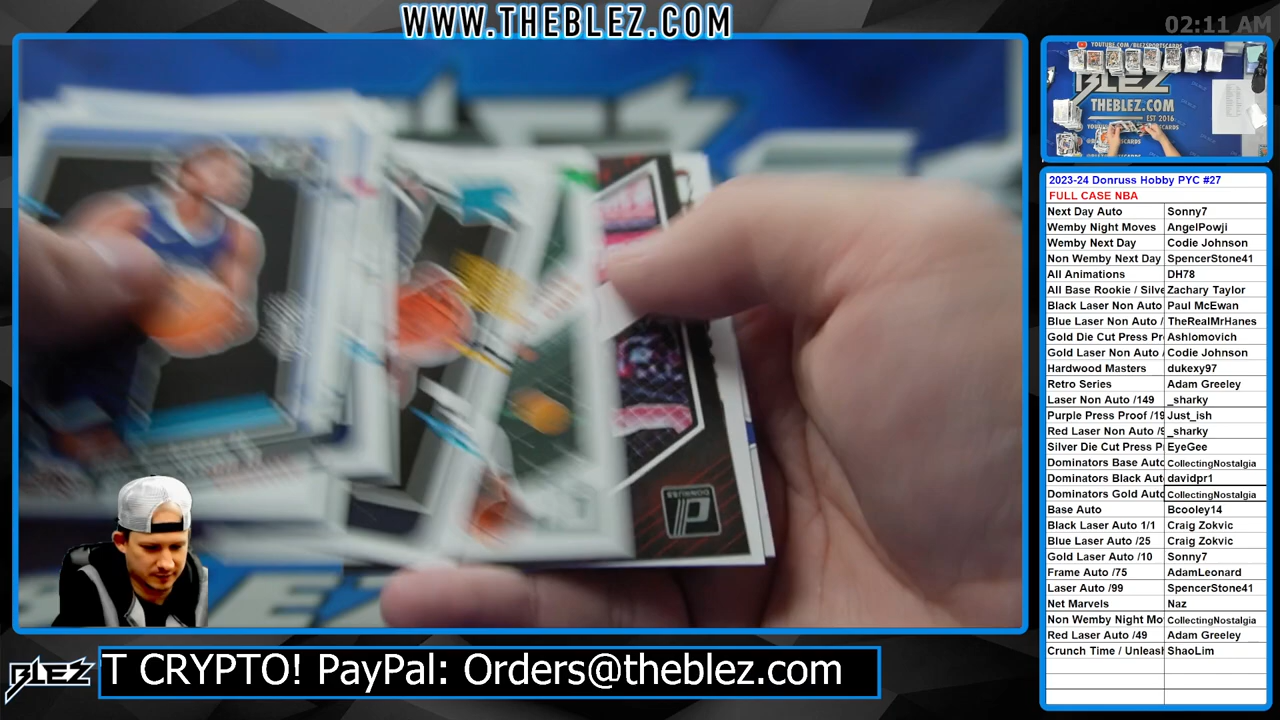 WWW.THEBLEZ.COM
02:11 AM
BLEZ
THEBLEZ.COM
EST 2016
2023-24 Donruss Hobby PYC #27
FULL CASE NBA
Next Day Auto Sonny7
Wemby Night Moves AngelPowji
Wemby Next Day Codie Johnson
Non Wemby Next Day SpencerStone41
All Animations DH78
All Base Rookie / Silve Zachary Taylor
Black Laser Non Auto Paul McEwan
Blue Laser Non Auto / TheRealMrHanes
Gold Die Cut Press Pr Ashlomovich
Gold Laser Non Auto / Codie Johnson
Hardwood Masters dukexy97
Retro Series Adam Greeley
Laser Non Auto /149 _sharky
Purple Press Proof /19 Just_ish
Red Laser Non Auto /9 _sharky
Silver Die Cut Press P EyeGee
Dominators Base Auto CollectingNostalgia
Dominators Black Aut davidpr1
Dominators Gold Auto CollectingNostalgia
Base Auto Bcooley14
Black Laser Auto 1/1 Craig Zokvic
Blue Laser Auto /25 Craig Zokvic
Gold Laser Auto /10 Sonny7
Frame Auto /75 AdamLeonard
Laser Auto /99 SpencerStone41
Net Marvels Naz
Non Wemby Night Mo CollectingNostalgia
Red Laser Auto /49 Adam Greeley
Crunch Time / Unleash ShaoLim
DONRUSS
BLEZ
T CRYPTO! PayPal: Orders@theblez.com